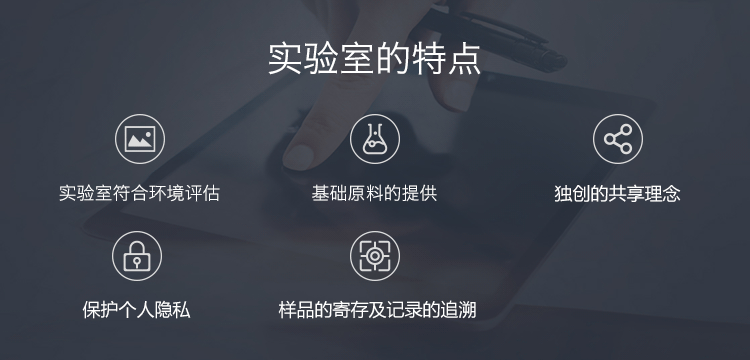 实验室的特点
实验室符合环境评估
基础原料的提供
独创的共享理念
保护个人隐私
样品的寄存及记录的追溯